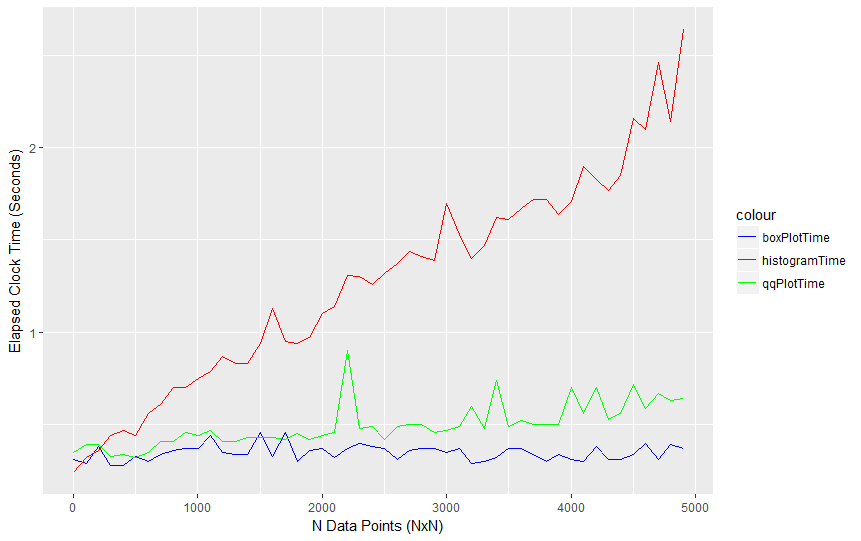 Elapsed Clock Time (Seconds)
2
1
0 1000 2000 3000 4000 5000
N Data Points (NxN)
colour
boxPlotTime
histogramTime
qqPlotTime